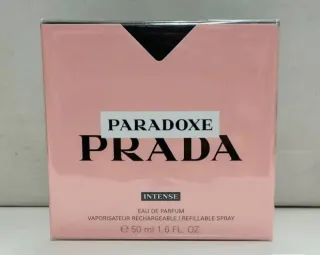 PARADOXE
PRADA
INTENSE
EAU DE PARFUM
VAPORISATEUR RECHARGEABLE / REFILLABLE SPRAY
℮ 50 ml 1.6 FL. OZ.